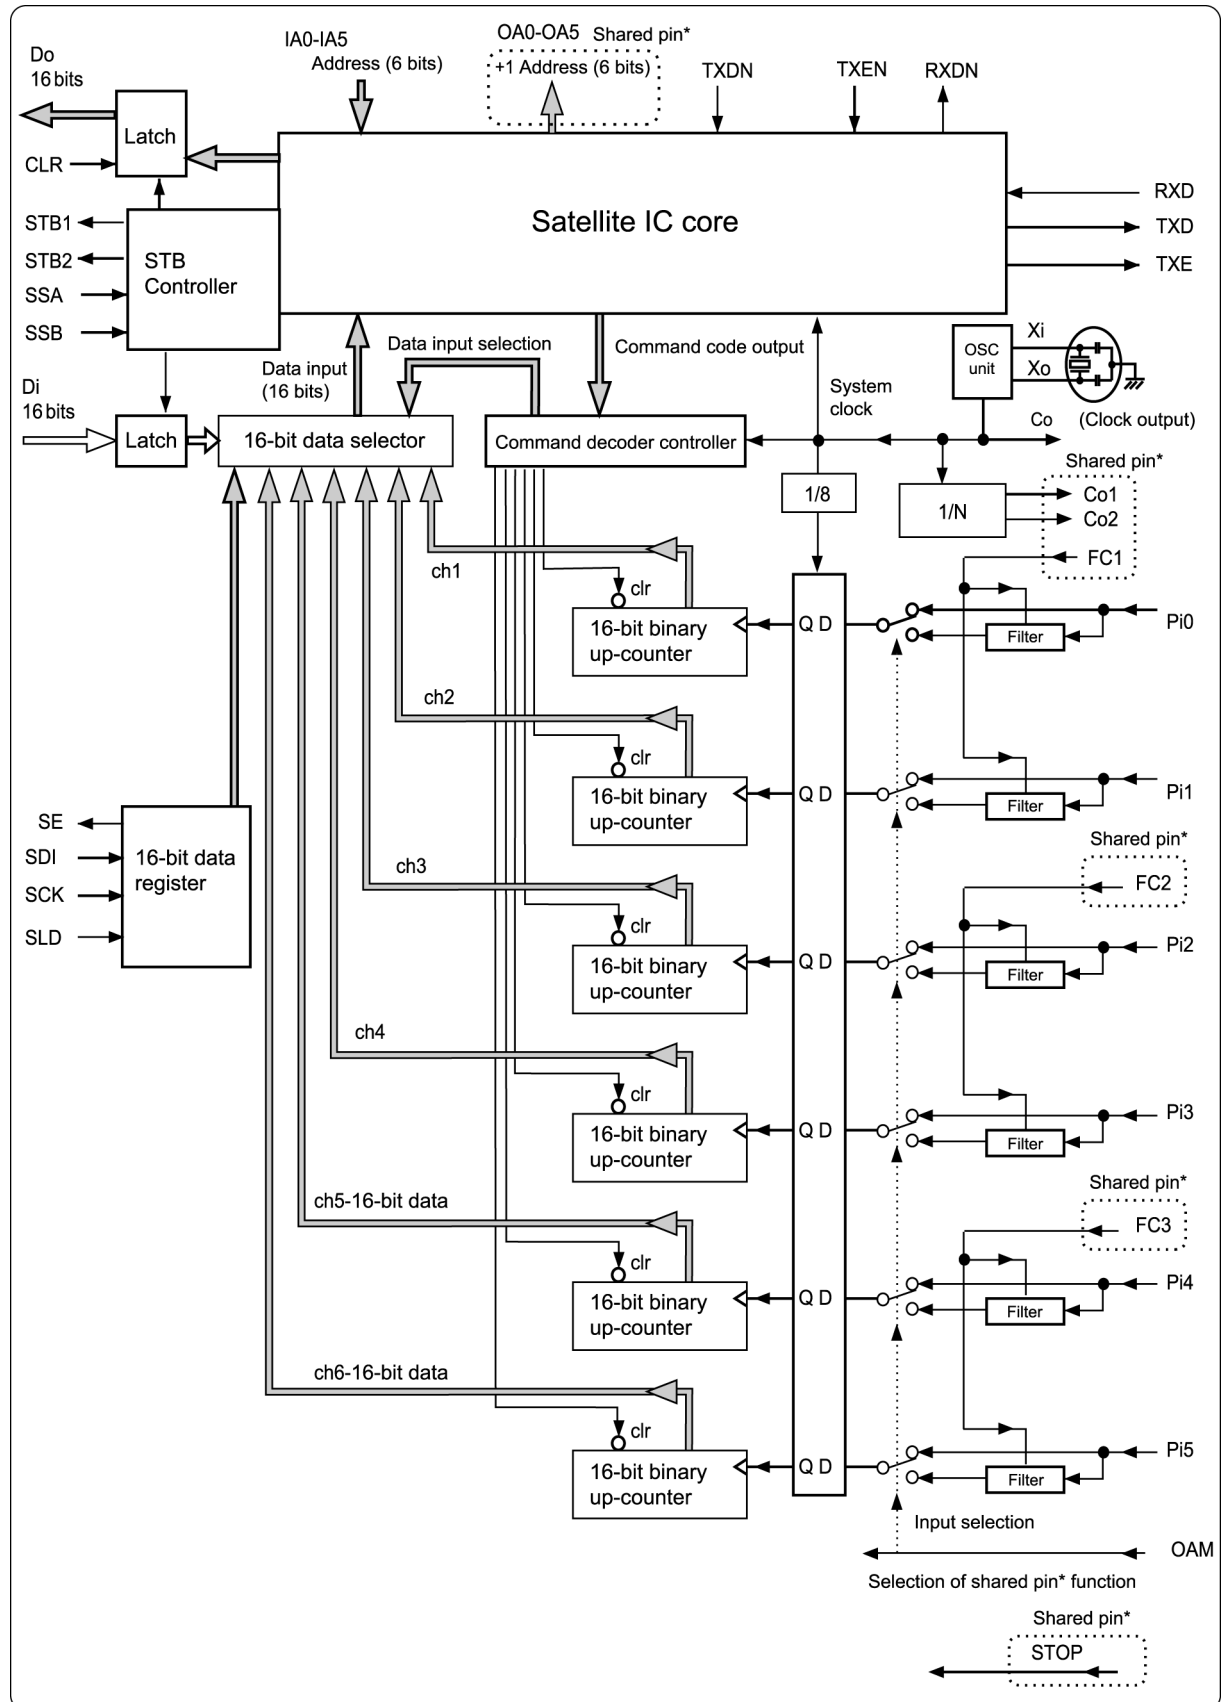 Do
16 bits
IA0-IA5
Address (6 bits)
OA0-OA5 Shared pin*
+1 Address (6 bits)
TXDN
TXEN
RXDN
Latch
CLR
STB1
STB2
SSA
SSB
STB
Controller
Satellite IC core
RXD
TXD
TXE
Data input
(16 bits)
Data input selection
Command code output
System
clock
OSC
unit
Xi
Xo
Co
(Clock output)
Di
16 bits
Latch
16-bit data selector
Command decoder controller
1/8
1/N
Shared pin*
Co1
Co2
FC1
ch1
clr
16-bit binary
up-counter
Q D
Filter
Pi0
ch2
clr
16-bit binary
up-counter
Q D
Filter
Pi1
SE
SDI
SCK
SLD
16-bit data
register
Shared pin*
FC2
ch3
clr
16-bit binary
up-counter
Q D
Filter
Pi2
ch4
clr
16-bit binary
up-counter
Q D
Filter
Pi3
Shared pin*
FC3
ch5-16-bit data
clr
16-bit binary
up-counter
Q D
Filter
Pi4
ch6-16-bit data
clr
16-bit binary
up-counter
Q D
Filter
Pi5
Input selection
OAM
Selection of shared pin* function
Shared pin*
STOP